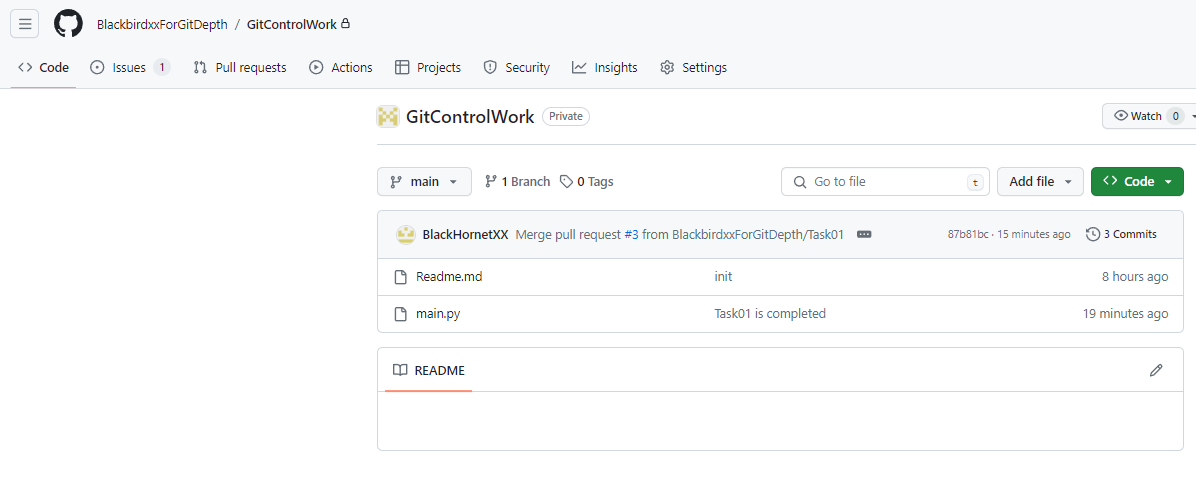 BlackbirdxxForGitDepth / GitControlWork
Code Issues 1 Pull requests Actions Projects Security Insights Settings
GitControlWork Private
Watch 0
main 1 Branch 0 Tags Go to file t Add file Code
BlackHornetXX Merge pull request #3 from BlackbirdxxForGitDepth/Task01 87b81bc · 15 minutes ago 3 Commits
Readme.md init 8 hours ago
main.py Task01 is completed 19 minutes ago
README